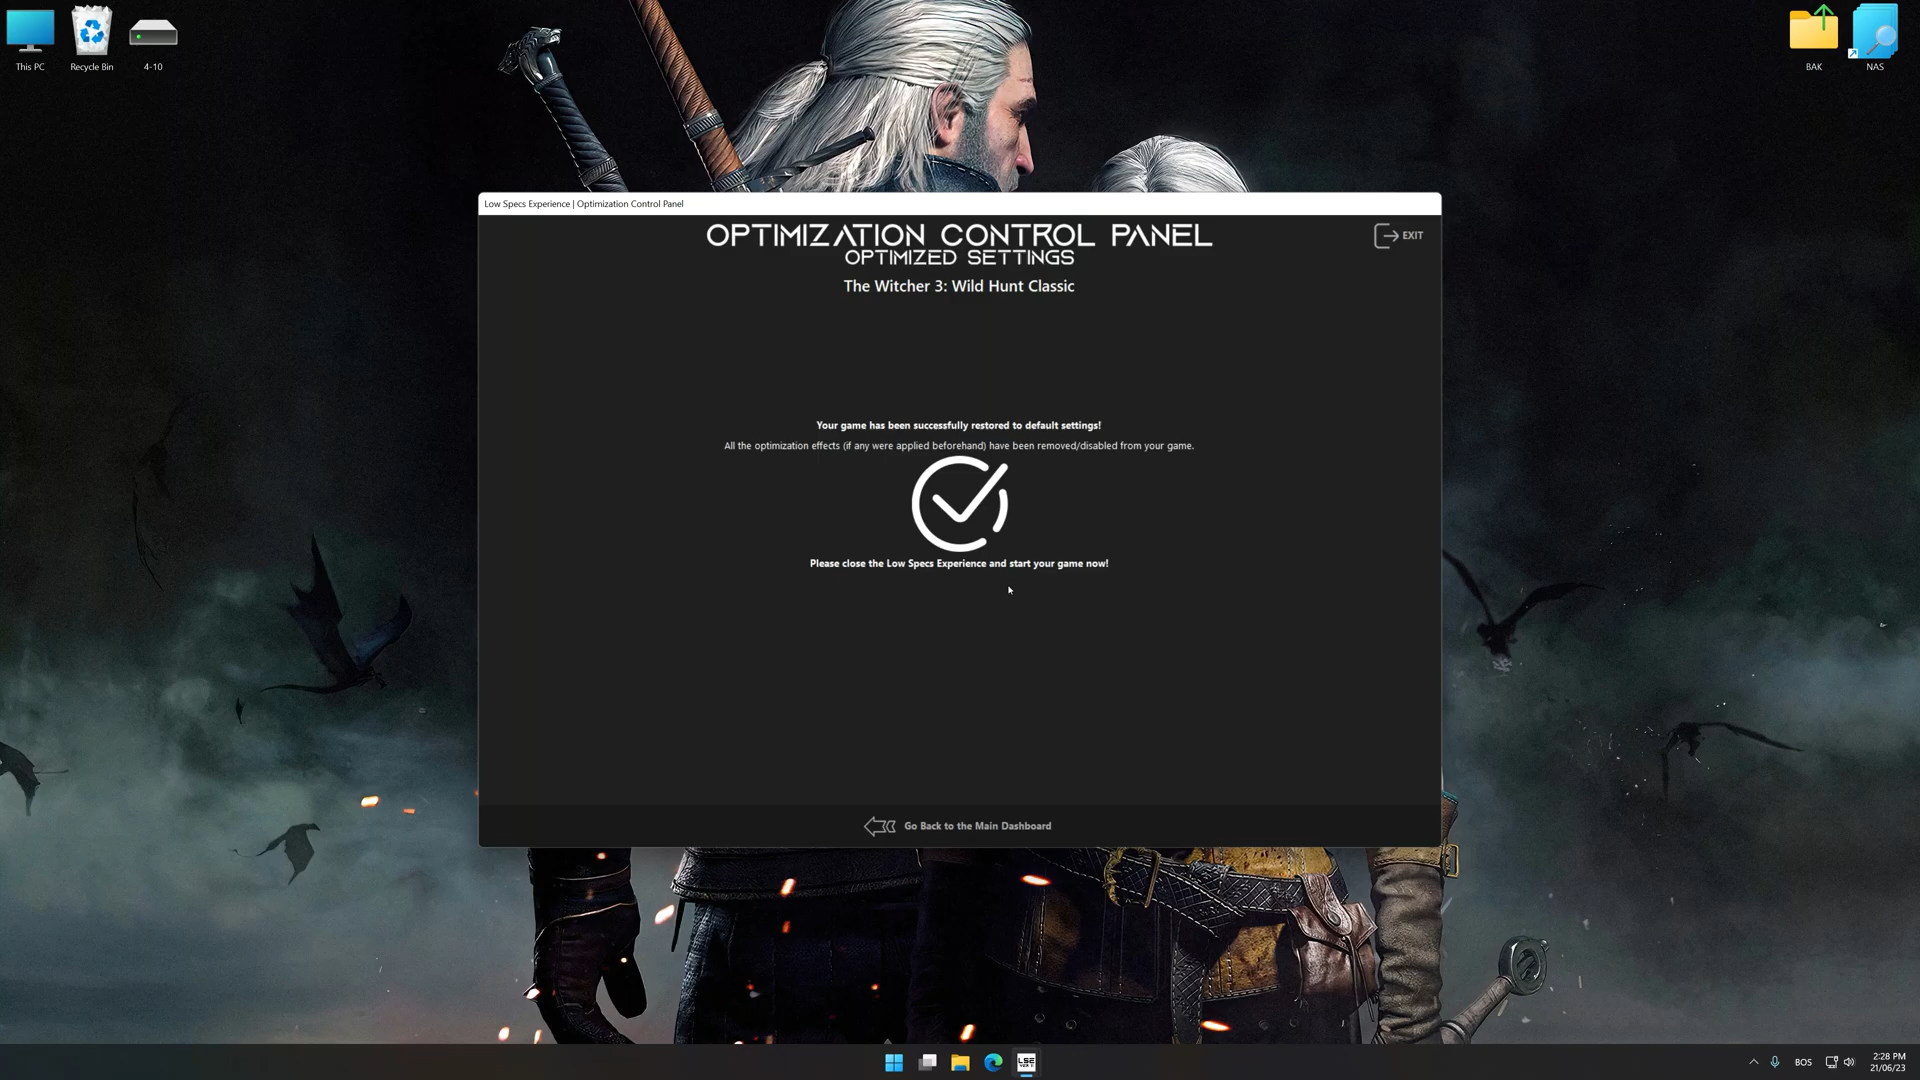 This PC
Recycle Bin
4-10
BAK
NAS
Low Specs Experience | Optimization Control Panel
OPTIMIZATION CONTROL PANEL
EXIT
OPTIMIZED SETTINGS
The Witcher 3: Wild Hunt Classic
Your game has been successfully restored to default settings!
All the optimization effects (if any were applied beforehand) have been removed/disabled from your game.
Please close the Low Specs Experience and start your game now!
Go Back to the Main Dashboard
LSE
BOS
2:28 PM
21/06/23